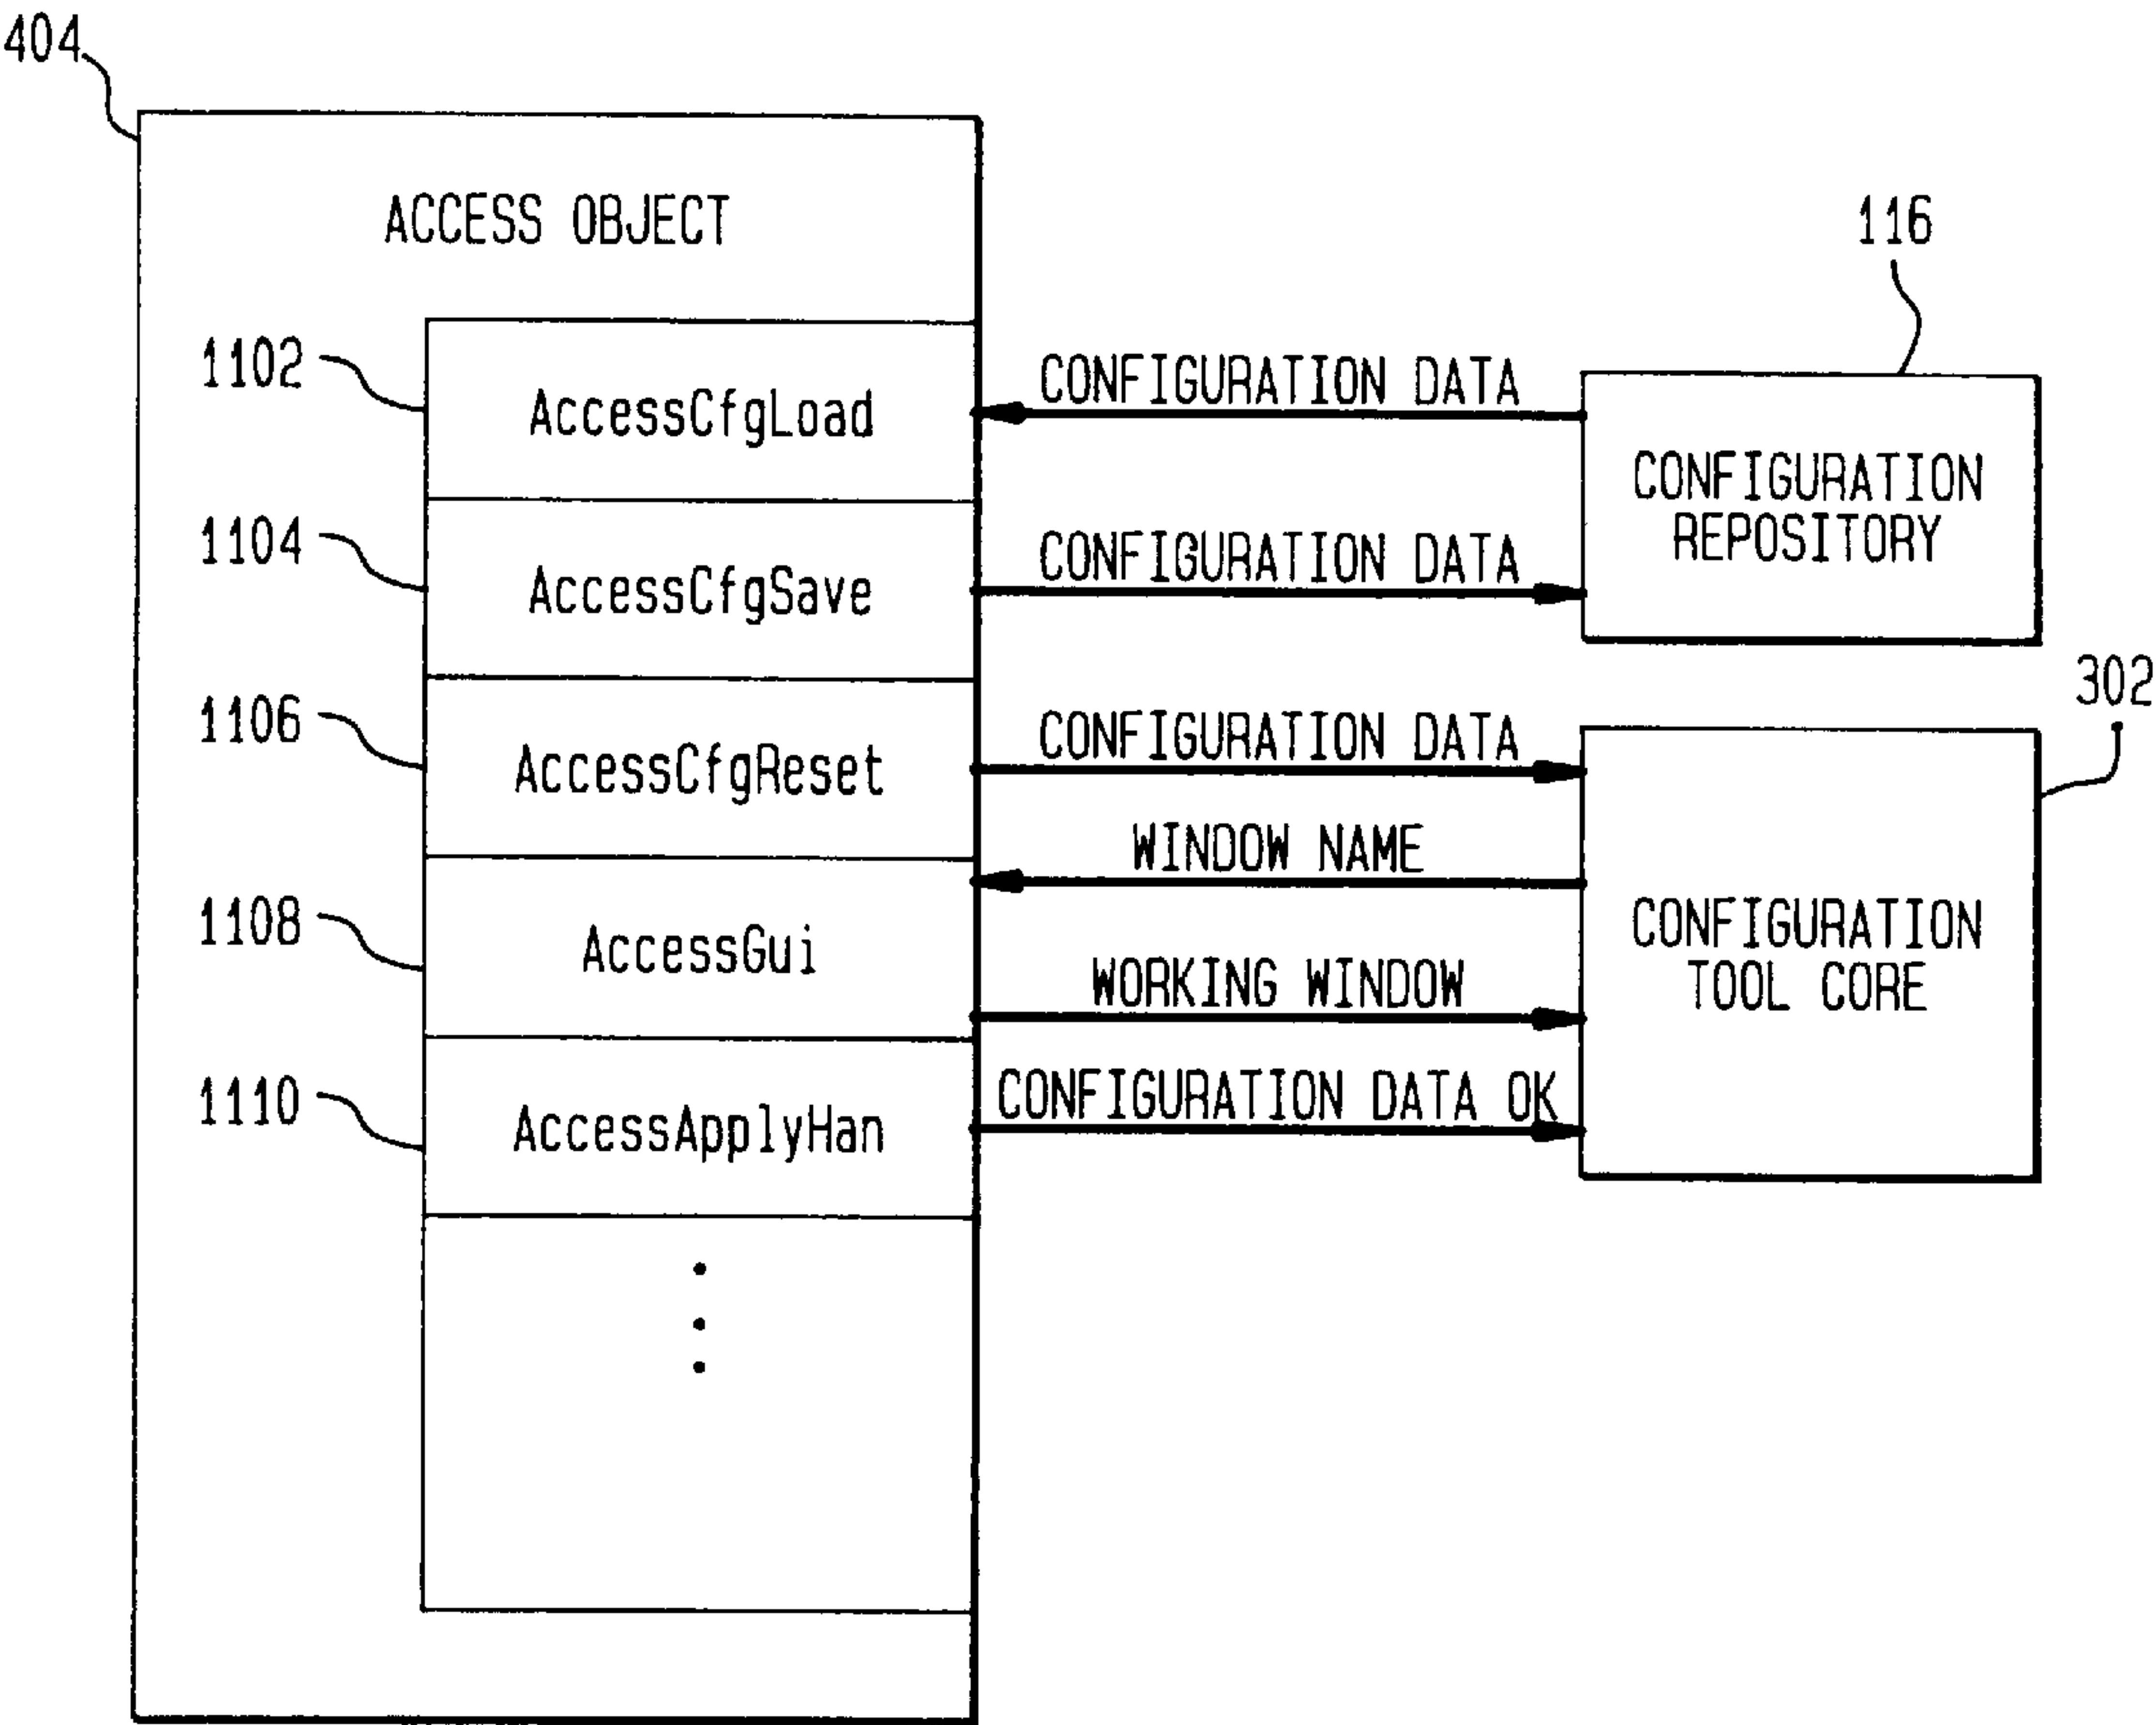 404
ACCESS OBJECT
116
1102
AccessCfgLoad
CONFIGURATION DATA
CONFIGURATION
REPOSITORY
1104
AccessCfgSave
CONFIGURATION DATA
302
1106
AccessCfgReset
CONFIGURATION DATA
WINDOW NAME
1108
AccessGui
CONFIGURATION
TOOL CORE
WORKING WINDOW
1110
AccessApplyHan
CONFIGURATION DATA OK